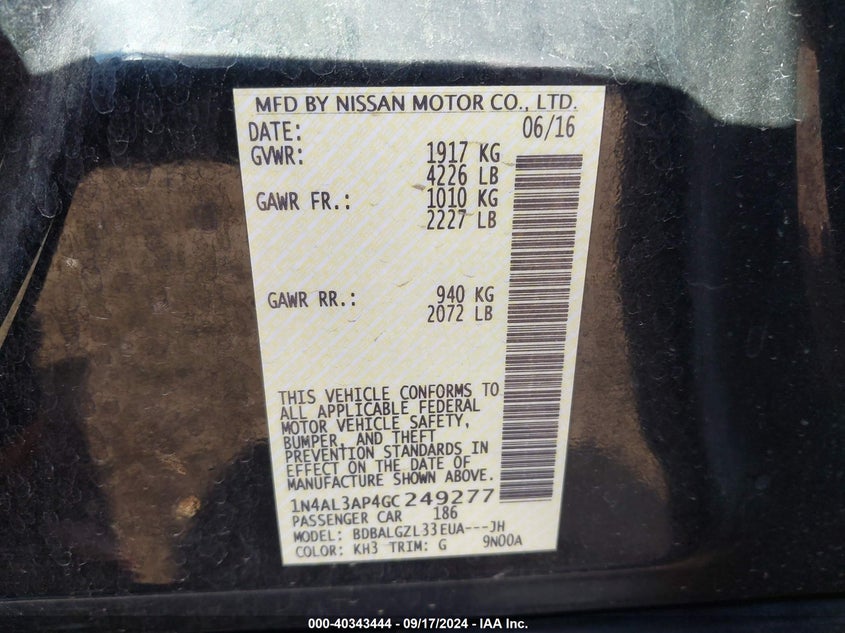 MFD BY NISSAN MOTOR CO., LTD.
DATE: 06/16
GVWR: 1917 KG
4226 LB
GAWR FR.: 1010 KG
2227 LB
GAWR RR.: 940 KG
2072 LB
THIS VEHICLE CONFORMS TO
ALL APPLICABLE FEDERAL
MOTOR VEHICLE SAFETY,
BUMPER, AND THEFT
PREVENTION STANDARDS IN
EFFECT ON THE DATE OF
MANUFACTURE SHOWN ABOVE.
1N4AL3AP4GC249277
PASSENGER CAR 186
MODEL: BDBALGZL33EUA---JH
COLOR: KH3 TRIM: G 9N00A
000-40343444 - 09/17/2024 - IAA Inc.